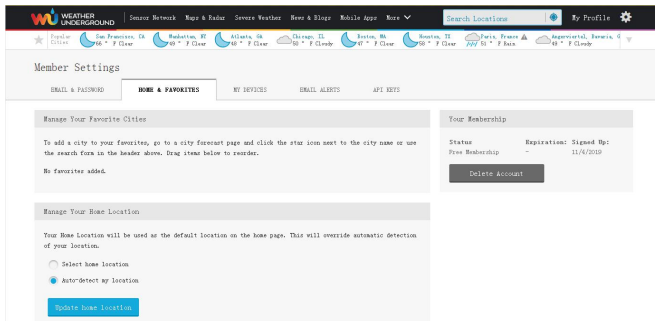 WEATHER
UNDERGROUND
Sensor Network Maps & Radar Severe Weather News & Blogs Mobile Apps More
Search Locations
My Profile
Popular
Cities
San Francisco, CA
66 ° F Clear
Manhattan, NY
49 ° F Clear
Atlanta, GA
48 ° F Clear
Chicago, IL
50 ° F Cloudy
Boston, MA
47 ° F Clear
Houston, TX
58 ° F Clear
Paris, France
51 ° F Rain
49 ° F Cloudy
Member Settings
EMAIL & PASSWORD
HOME & FAVORITES
MY DEVICES
EMAIL ALERTS
API KEYS
Manage Your Favorite Cities
To add a city to your favorites, go to a city forecast page and click the star icon next to the city name or use
the search form in the header above. Drag items below to reorder.
No favorites added.
Manage Your Home Location
Your Home Location will be used as the default location on the home page. This will override automatic detection
of your location.
Select home location
Auto-detect my location
Update home location
Your Membership
Status Expiration: Signed Up:
Free Membership - 11/4/2019
Delete Account